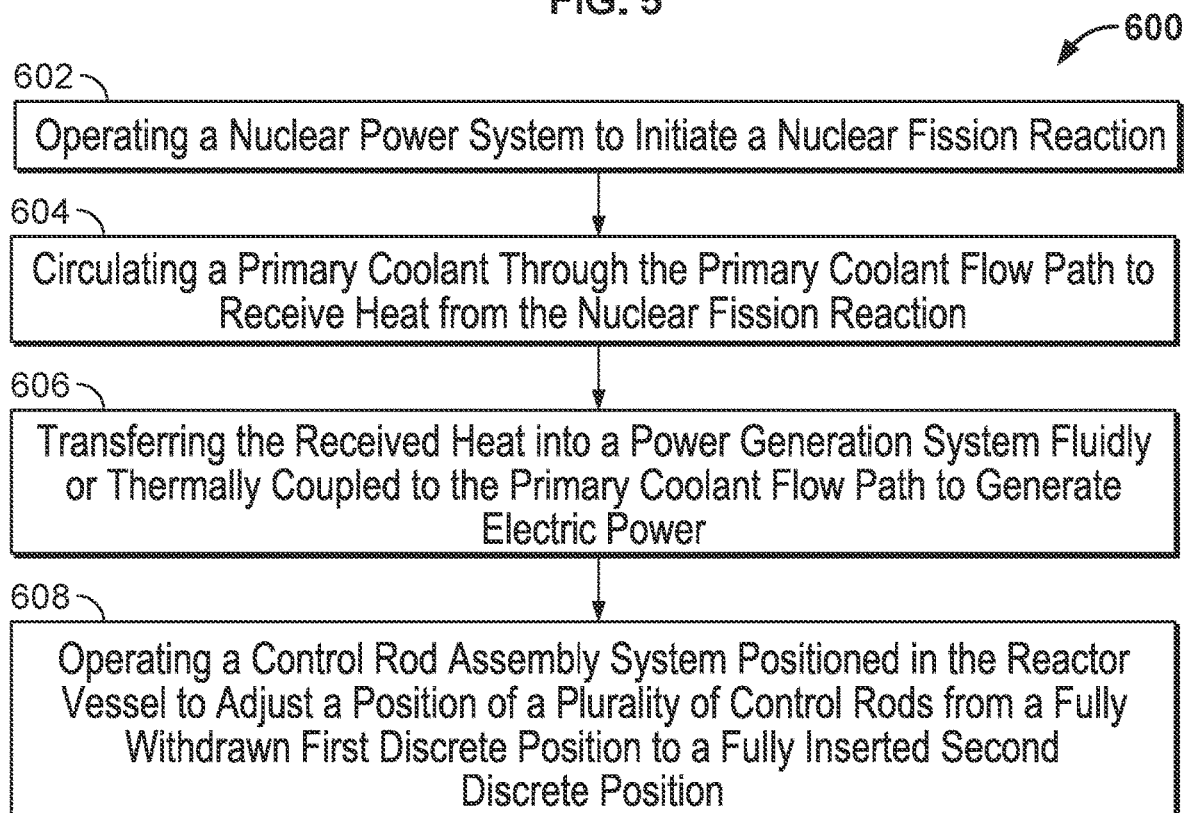 FIG. 5
600
602
Operating a Nuclear Power System to Initiate a Nuclear Fission Reaction
604
Circulating a Primary Coolant Through the Primary Coolant Flow Path to
Receive Heat from the Nuclear Fission Reaction
606
Transferring the Received Heat into a Power Generation System Fluidly
or Thermally Coupled to the Primary Coolant Flow Path to Generate
Electric Power
608
Operating a Control Rod Assembly System Positioned in the Reactor
Vessel to Adjust a Position of a Plurality of Control Rods from a Fully
Withdrawn First Discrete Position to a Fully Inserted Second
Discrete Position